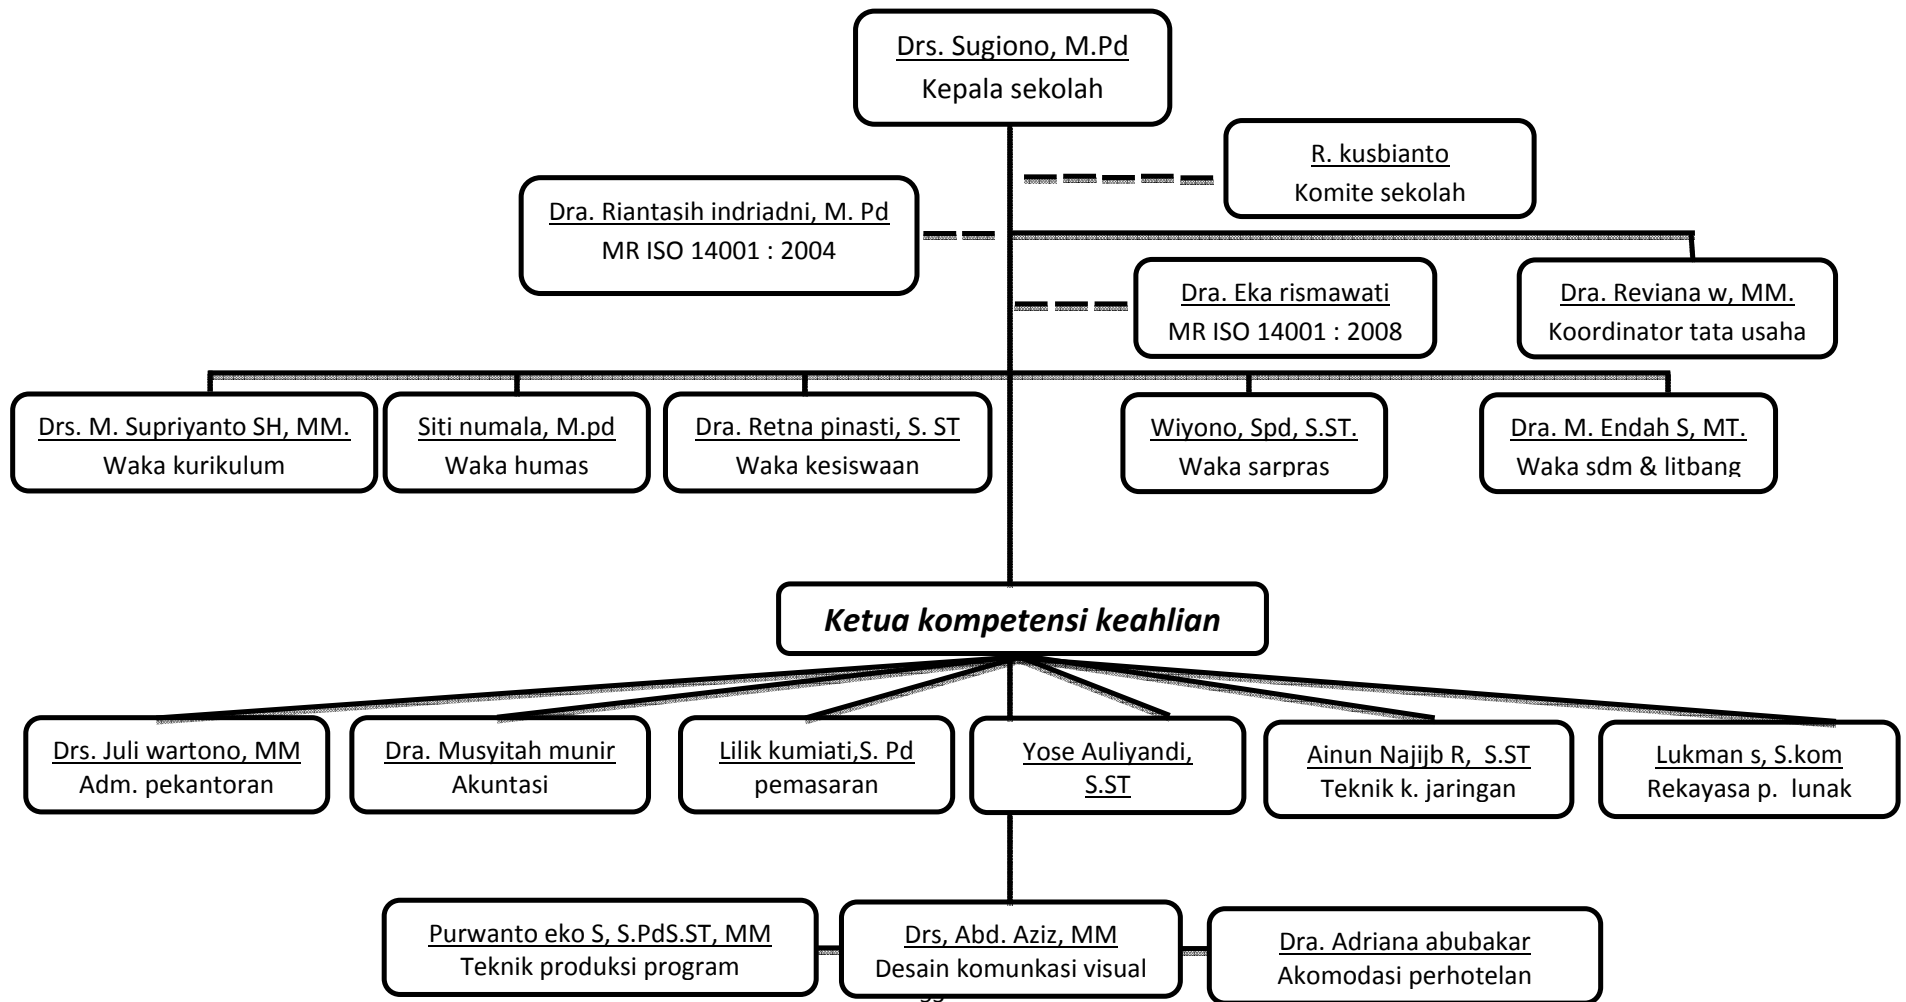 Drs. Sugiono, M.Pd
Kepala sekolah
R. kusbianto
Komite sekolah
Dra. Riantasih indriadni, M. Pd
MR ISO 14001 : 2004
Dra. Eka rismawati
MR ISO 14001 : 2008
Dra. Reviana w, MM.
Koordinator tata usaha
Drs. M. Supriyanto SH, MM.
Waka kurikulum
Siti numala, M.pd
Waka humas
Dra. Retna pinasti, S. ST
Waka kesiswaan
Wiyono, Spd, S.ST.
Waka sarpras
Dra. M. Endah S, MT.
Waka sdm & litbang
Ketua kompetensi keahlian
Drs. Juli wartono, MM
Adm. pekantoran
Dra. Musyitah munir
Akuntasi
Lilik kumiati,S. Pd
pemasaran
Yose Auliyandi,
S.ST
Ainun Najijb R, S.ST
Teknik k. jaringan
Lukman s, S.kom
Rekayasa p. lunak
Purwanto eko S, S.PdS.ST, MM
Teknik produksi program
Drs, Abd. Aziz, MM
Desain komunkasi visual
Dra. Adriana abubakar
Akomodasi perhotelan